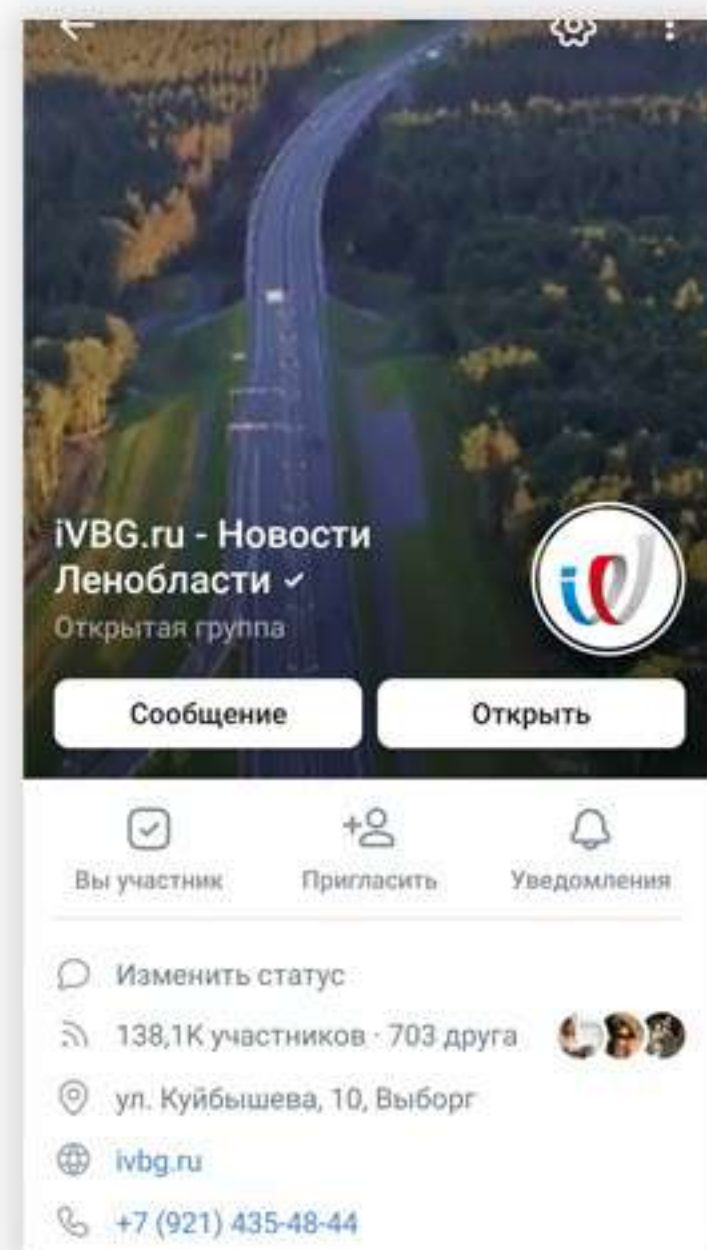 iVBG.ru - Новости
Ленобласти
Открытая группа
Сообщение
Открыть
Вы участник
Пригласить
Уведомления
Изменить статус
138,1K участников · 703 друга
ул. Куйбышева, 10, Выборг
ivbg.ru
+7 (921) 435-48-44